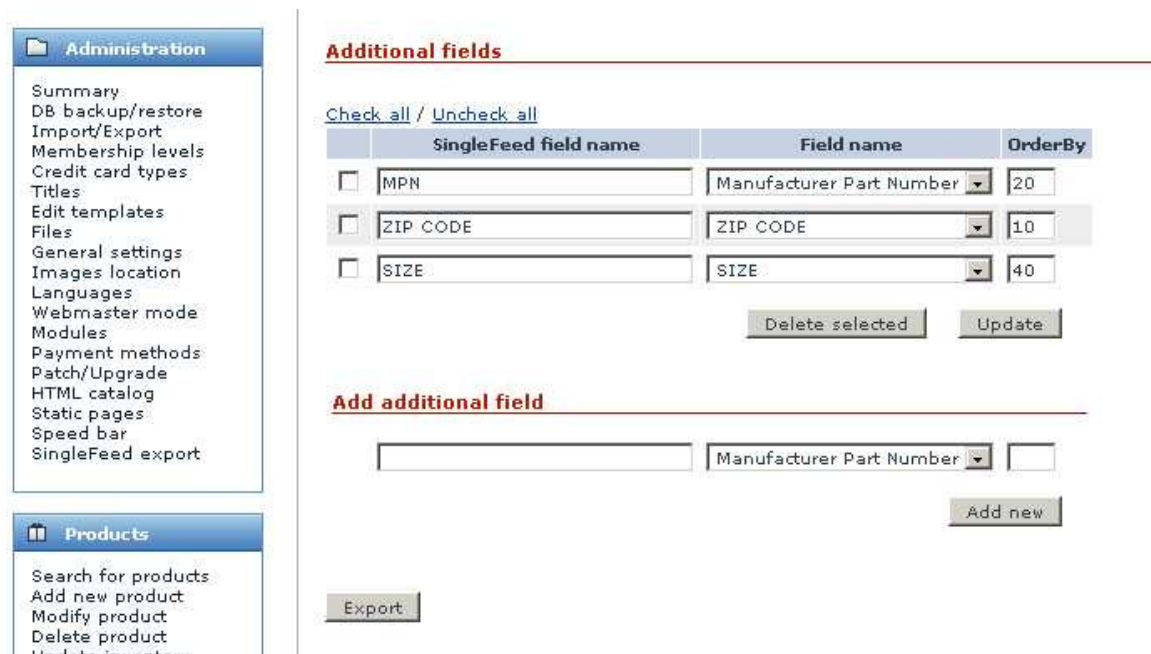 Administration
Summary
DB backup/restore
Import/Export
Membership levels
Credit card types
Titles
Edit templates
Files
General settings
Images location
Languages
Webmaster mode
Modules
Payment methods
Patch/Upgrade
HTML catalog
Static pages
Speed bar
SingleFeed export
Products
Search for products
Add new product
Modify product
Delete product
Update inventory
Additional fields
Check all / Uncheck all
SingleFeed field name Field name OrderBy
MPN Manufacturer Part Number 20
ZIP CODE ZIP CODE 10
SIZE SIZE 40
Delete selected Update
Add additional field
Manufacturer Part Number
Add new
Export